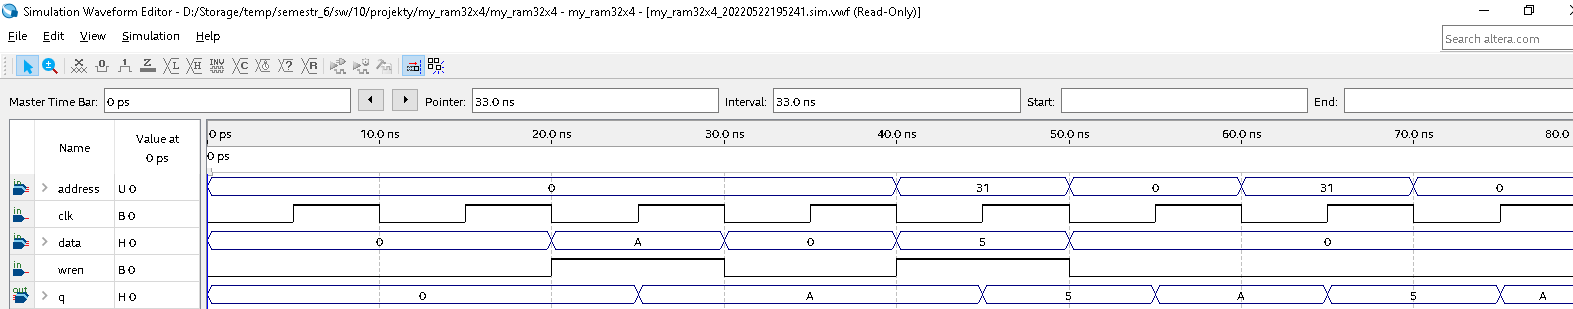 Simulation Waveform Editor - D:/Storage/temp/semestr_6/sw/10/projekty/my_ram32x4/my_ram32x4 - my_ram32x4 - [my_ram32x4_20220522195241.sim.vwf (Read-Only)]
File Edit View Simulation Help
Search altera.com
Master Time Bar: 0 ps Pointer: 33.0 ns Interval: 33.0 ns Start: End:
Name Value at 0 ps
0 ps 10.0 ns 20.0 ns 30.0 ns 40.0 ns 50.0 ns 60.0 ns 70.0 ns 80.0
0 ps
in address U 0 0 31 0 31 0
in clk B 0
in data H 0 0 A 0 5 0
in wren B 0
out q H 0 0 A 5 A 5 A